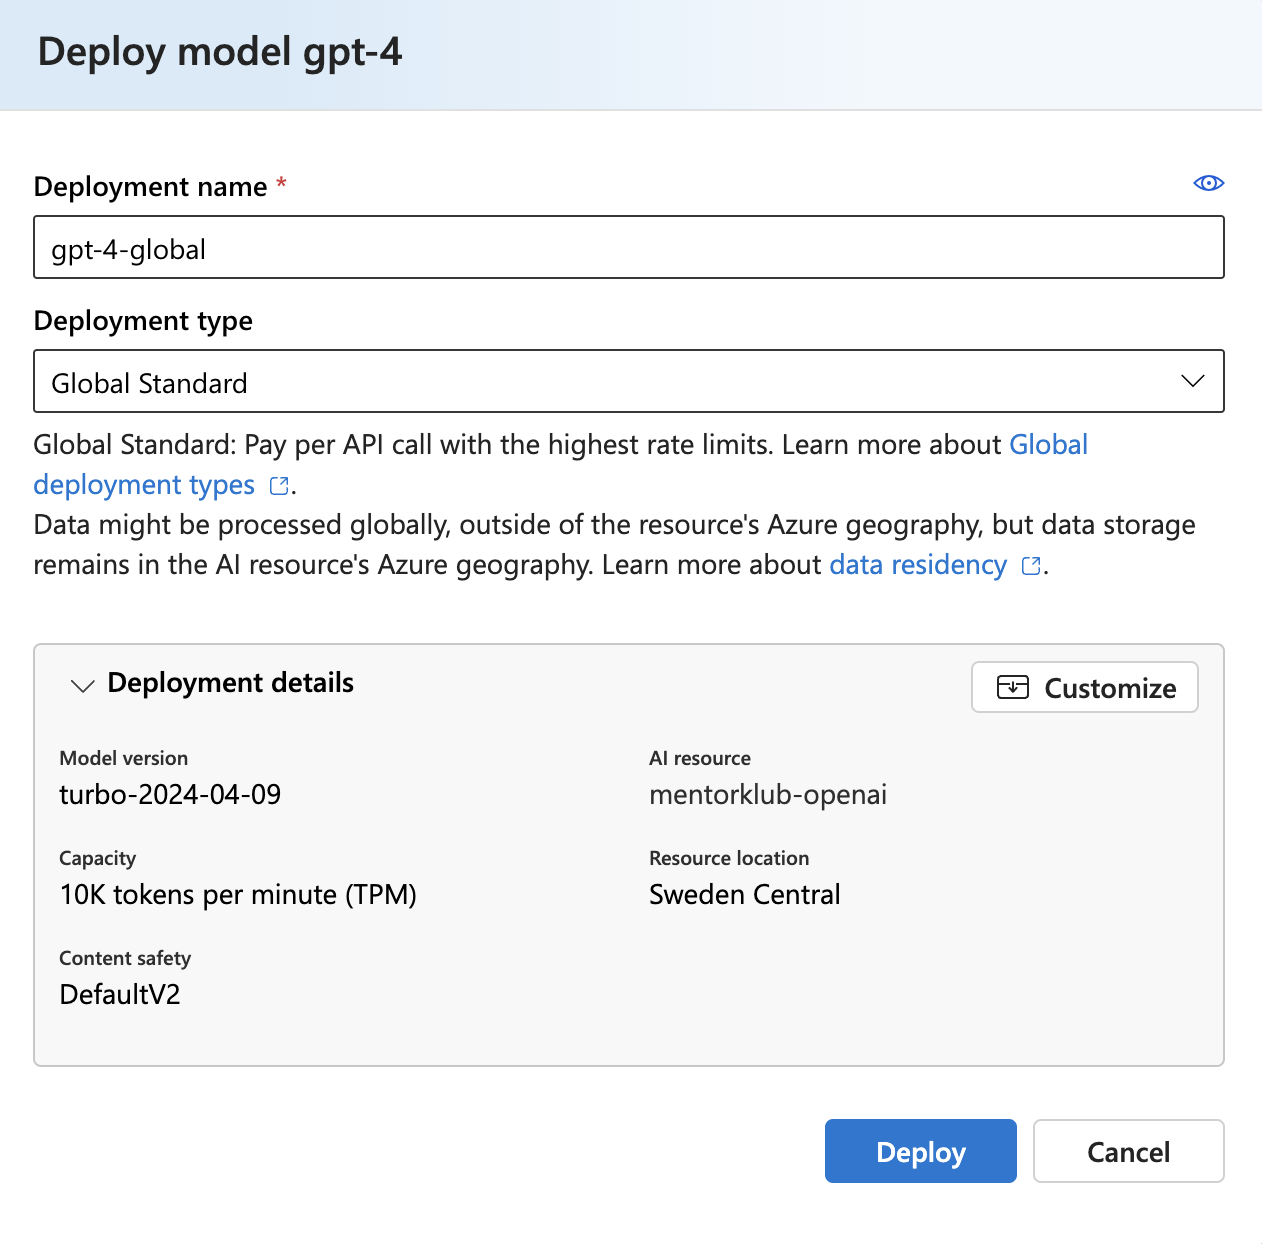 Deploy model gpt-4
Deployment name *
gpt-4-global
Deployment type
Global Standard
Global Standard: Pay per API call with the highest rate limits. Learn more about Global
deployment types .
Data might be processed globally, outside of the resource's Azure geography, but data storage
remains in the AI resource's Azure geography. Learn more about data residency .
Deployment details
Customize
Model version
turbo-2024-04-09
AI resource
mentorklub-openai
Capacity
10K tokens per minute (TPM)
Resource location
Sweden Central
Content safety
DefaultV2
Deploy
Cancel